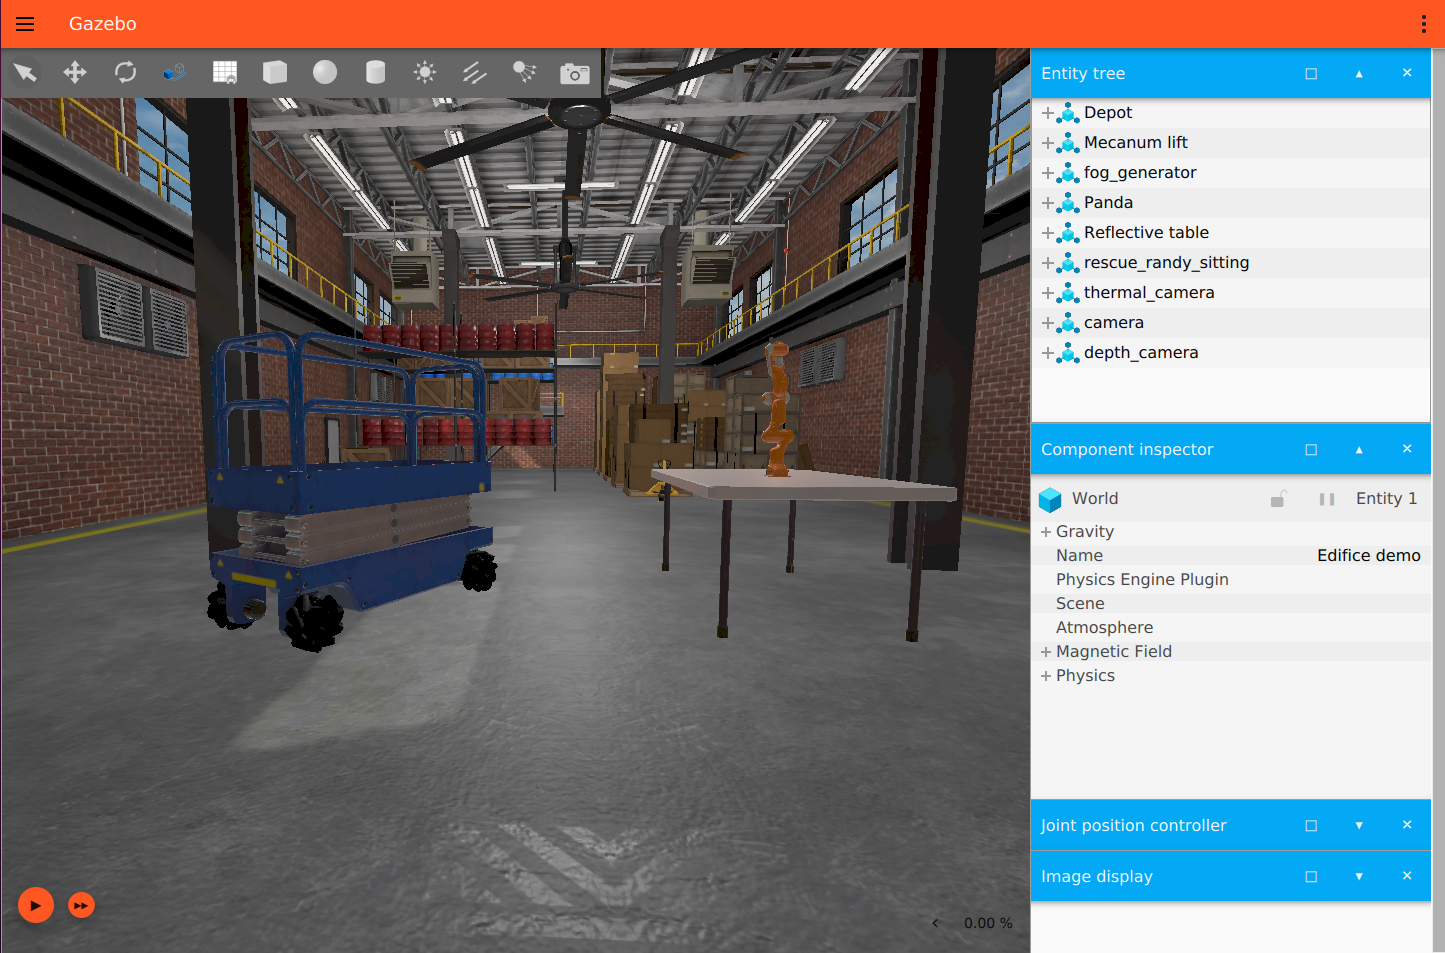 Gazebo
Entity tree
Depot
Mecanum lift
fog_generator
Panda
Reflective table
rescue_randy_sitting
thermal_camera
camera
depth_camera
Component inspector
World Entity 1
Gravity
Name Edifice demo
Physics Engine Plugin
Scene
Atmosphere
Magnetic Field
Physics
Joint position controller
Image display
0.00 %